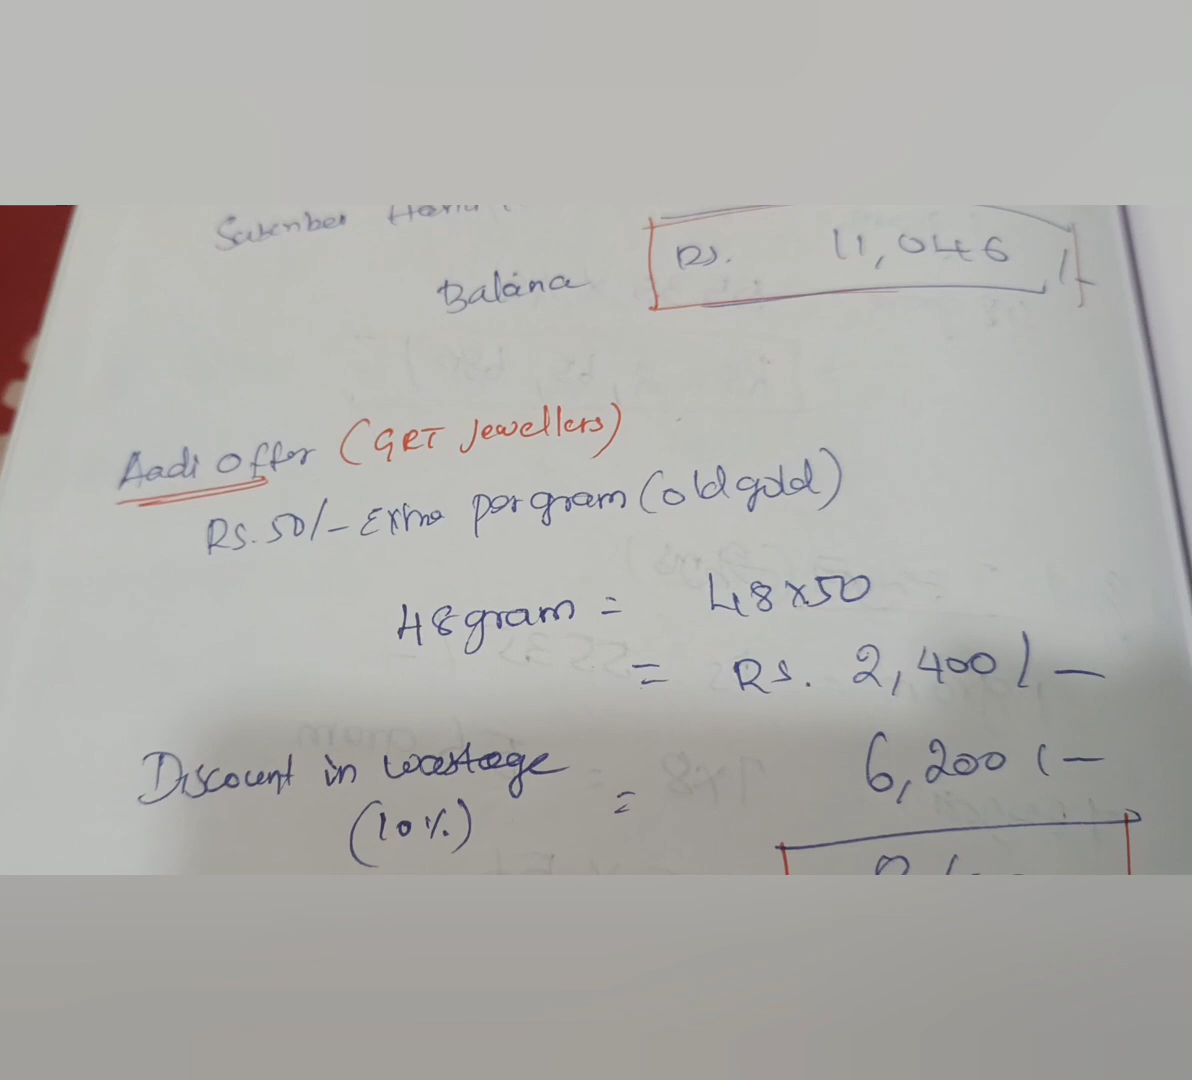 Balana
Rs. 11,046 /-
Aadi offer (GRT Jewellers)
RS. 50/- Extra per gram (old gold)
48 gram = 48x50
= Rs. 2,400/-
Discount in wastage
(10%) = 6,200/-